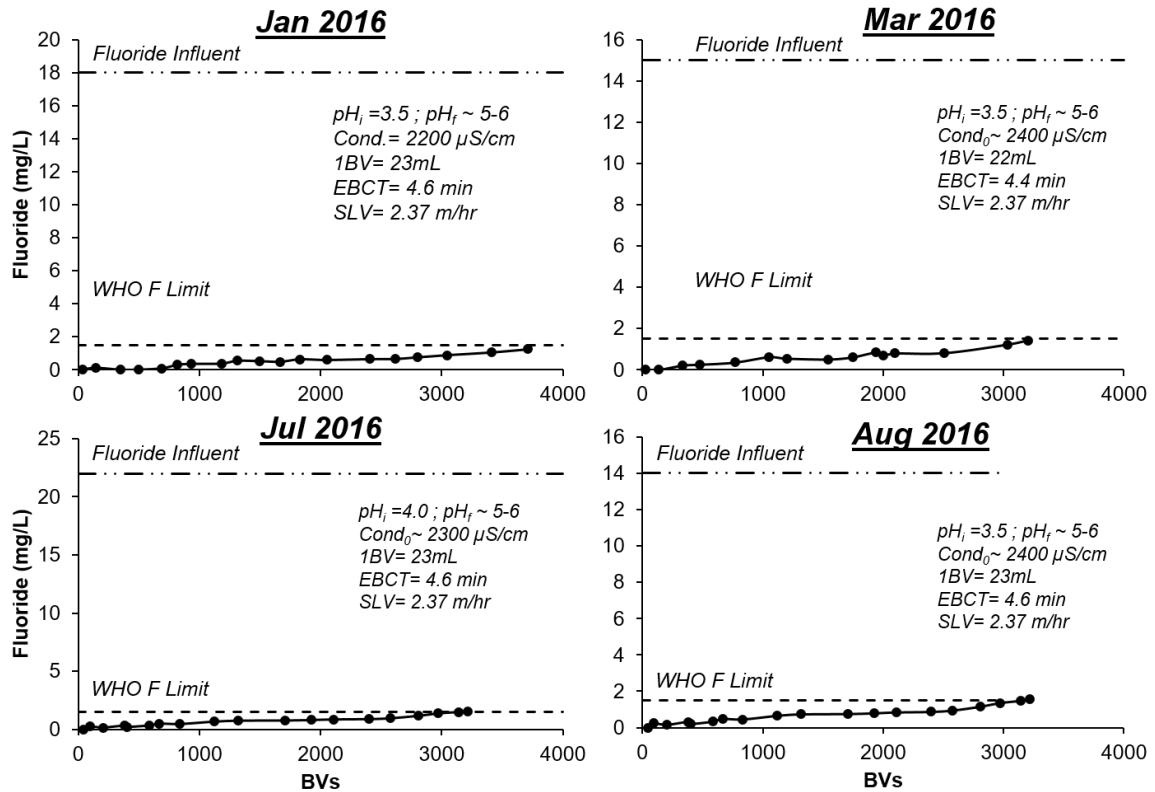 Jan 2016
Fluoride (mg/L)
20
18
16
14
12
10
8
6
4
2
0
Fluoride Influent
pHi =3.5 ; pHf ~ 5-6
Cond.= 2200 µS/cm
1BV= 23mL
EBCT= 4.6 min
SLV= 2.37 m/hr
WHO F Limit
0 1000 2000 3000 4000
Mar 2016
16
14
12
10
8
6
4
2
0
Fluoride Influent
pHi =3.5 ; pHf ~ 5-6
Cond0~ 2400 µS/cm
1BV= 22mL
EBCT= 4.4 min
SLV= 2.37 m/hr
WHO F Limit
0 1000 2000 3000 4000
Jul 2016
Fluoride (mg/L)
25
20
15
10
5
0
Fluoride Influent
pHi =4.0 ; pHf ~ 5-6
Cond0~ 2300 µS/cm
1BV= 23mL
EBCT= 4.6 min
SLV= 2.37 m/hr
WHO F Limit
0 1000 2000 3000 4000
BVs
Aug 2016
16
14
12
10
8
6
4
2
0
Fluoride Influent
pHi =3.5 ; pHf ~ 5-6
Cond0~ 2400 µS/cm
1BV= 23mL
EBCT= 4.6 min
SLV= 2.37 m/hr
WHO F Limit
0 1000 2000 3000 4000
BVs